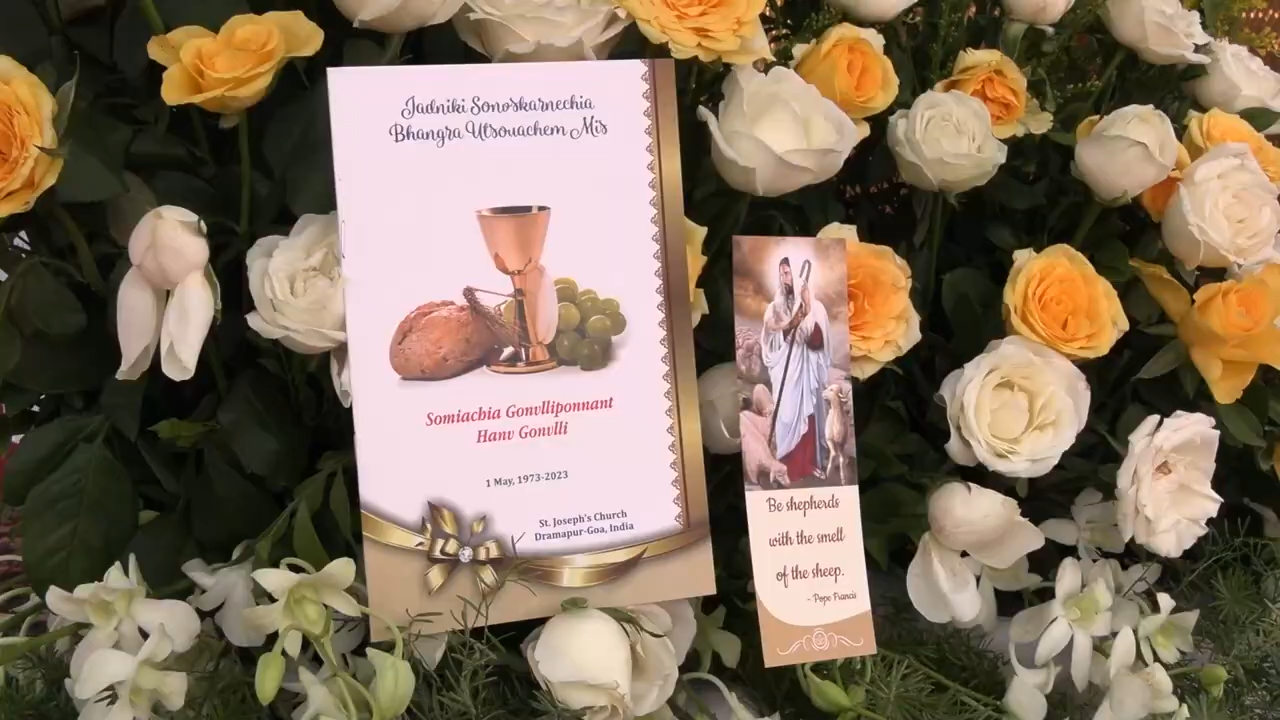 Jadniki Sonoskarnechia
Bhangra Utsouachem Mis
Somiachia Gonvlliponnant
Hanv Gonvlli
1 May, 1973-2023
St. Joseph's Church
Dramapur-Goa, India
Be shepherds
with the smell
of the sheep.
- Pope Francis